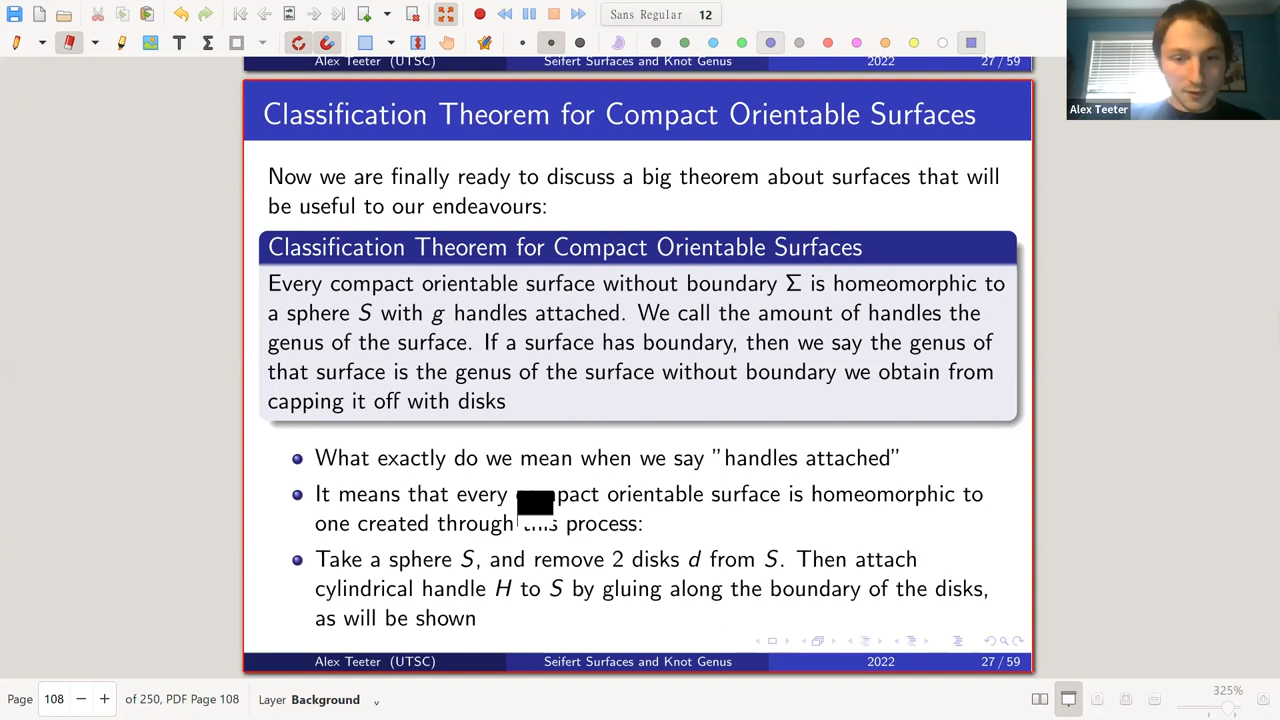 Sans Regular 12
Alex Teeter (UTSC) Seifert Surfaces and Knot Genus 2022 27 / 59
Alex Teeter
Classification Theorem for Compact Orientable Surfaces
Now we are finally ready to discuss a big theorem about surfaces that will
be useful to our endeavours:
Classification Theorem for Compact Orientable Surfaces
Every compact orientable surface without boundary Σ is homeomorphic to
a sphere S with g handles attached. We call the amount of handles the
genus of the surface. If a surface has boundary, then we say the genus of
that surface is the genus of the surface without boundary we obtain from
capping it off with disks
What exactly do we mean when we say "handles attached"
It means that every compact orientable surface is homeomorphic to
one created through this process:
Take a sphere S, and remove 2 disks d from S. Then attach
cylindrical handle H to S by gluing along the boundary of the disks,
as will be shown
Alex Teeter (UTSC) Seifert Surfaces and Knot Genus 2022 27 / 59
Page 108 of 250, PDF Page 108 Layer Background 325%